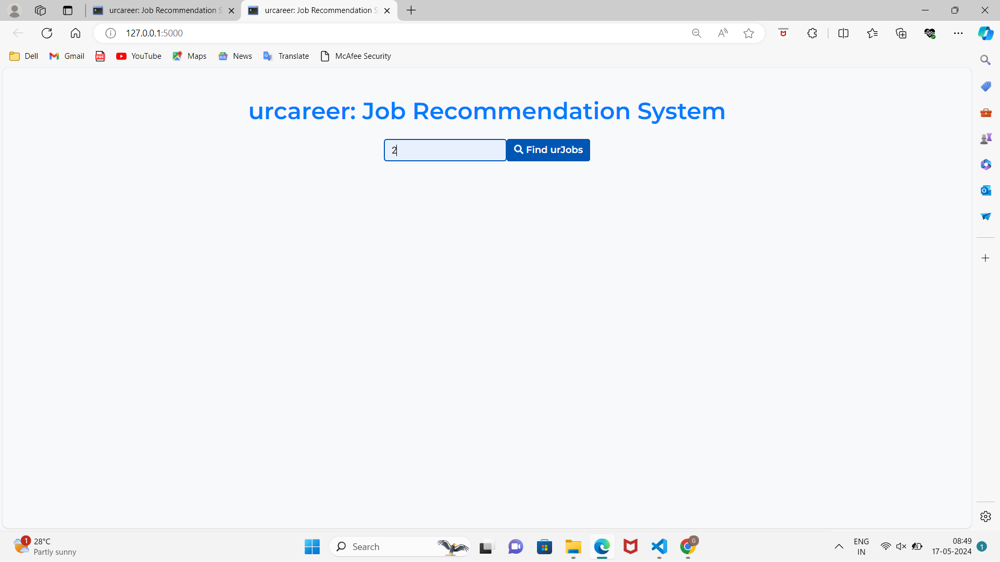 urcareer: Job Recommendation S
urcareer: Job Recommendation S
127.0.0.1:5000
Dell
Gmail
PDF
YouTube
Maps
News
Translate
McAfee Security
urcareer: Job Recommendation System
2
Find urJobs
1
28°C
Partly sunny
Search
G
ENG
IN
08:49
17-05-2024
1